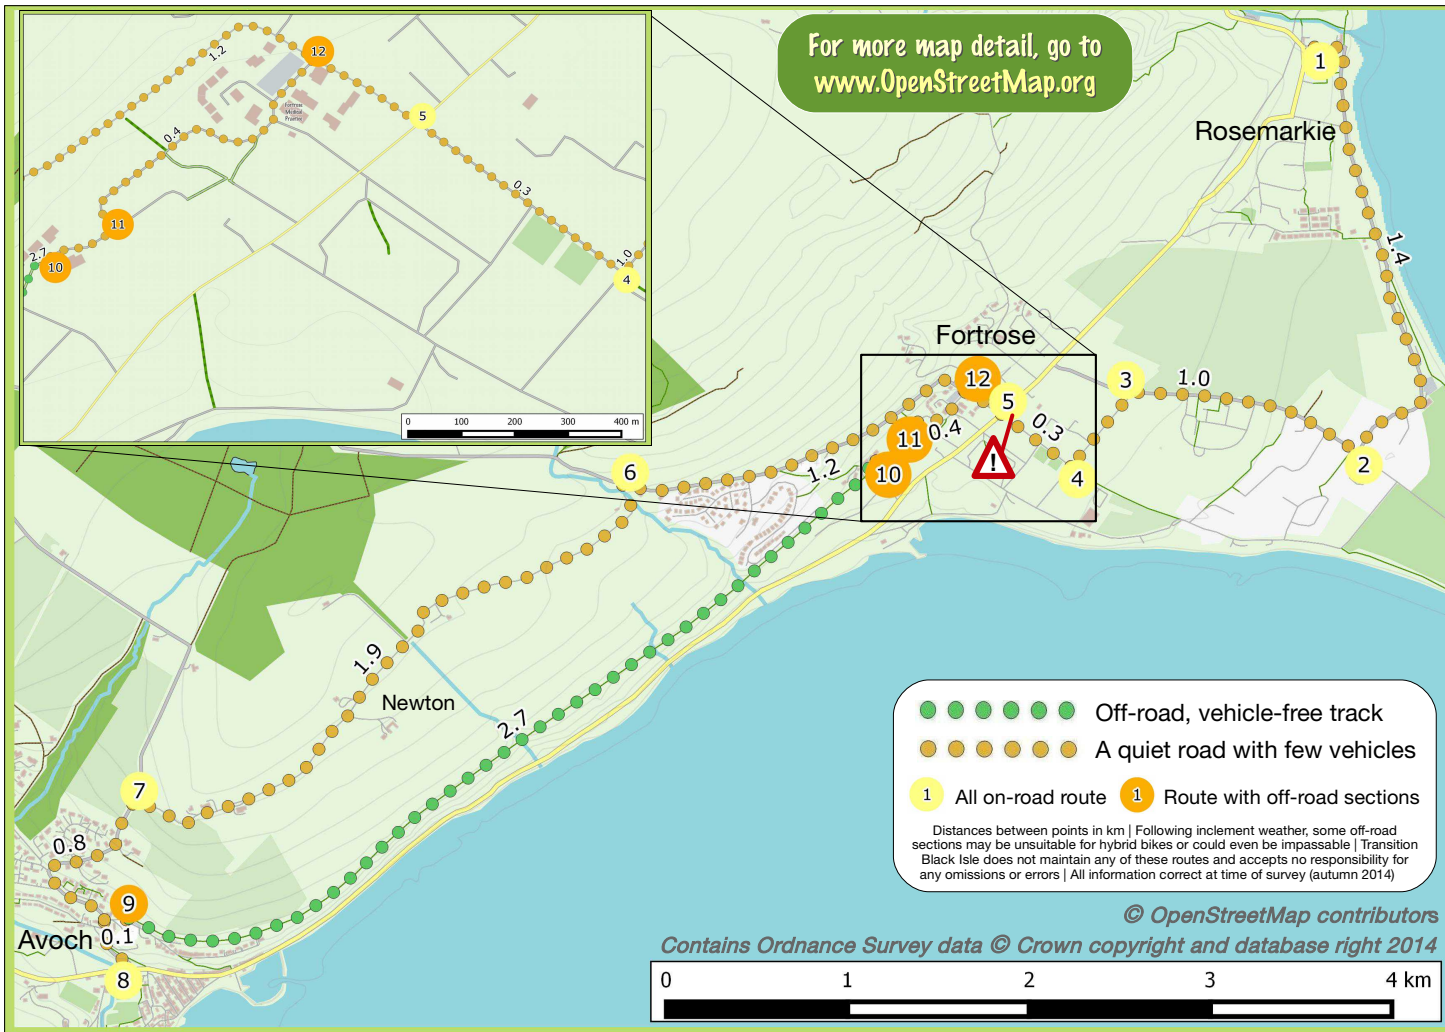 For more map detail, go to
www.OpenStreetMap.org
1.2
12
5
Fortrose
Medical
Practice
0.4
0.3
11
2.7
10
1.0
4
0
100
200
300
400 m
1
Rosemarkie
1.4
Fortrose
12
5
3
1.0
11
0.4
0.3
2
10
4
!
6
1.2
1.9
Newton
2.7
7
0.8
9
Avoch
0.1
8
Off-road, vehicle-free track
A quiet road with few vehicles
1
All on-road route
1
Route with off-road sections
Distances between points in km | Following inclement weather, some off-road
sections may be unsuitable for hybrid bikes or could even be impassable | Transition
Black Isle does not maintain any of these routes and accepts no responsibility for
any omissions or errors | All information correct at time of survey (autumn 2014)
© OpenStreetMap contributors
Contains Ordnance Survey data © Crown copyright and database right 2014
0
1
2
3
4 km